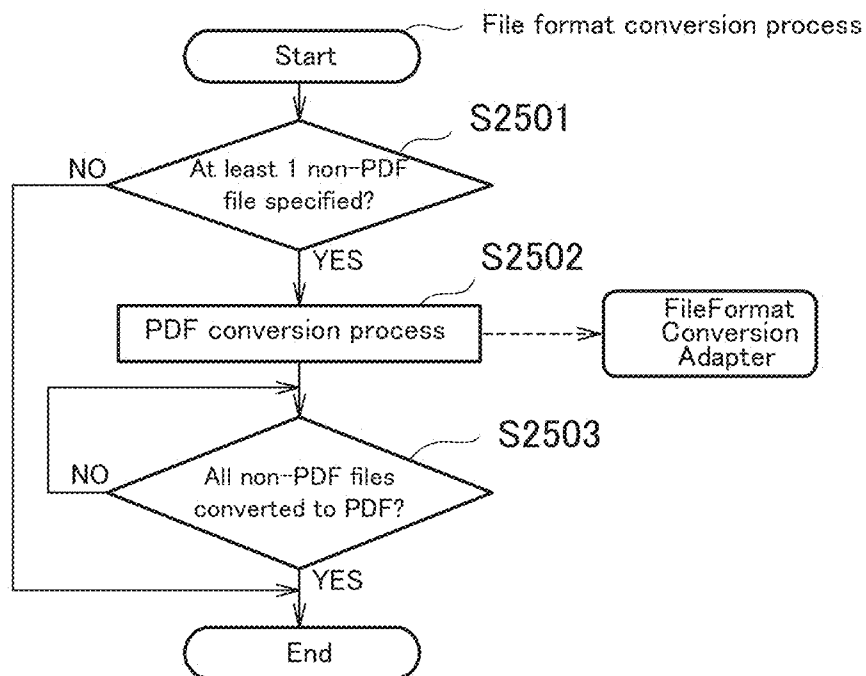 File format conversion process
Start
S2501
NO
At least 1 non-PDF
file specified?
YES
S2502
PDF conversion process
FileFormat
Conversion
Adapter
S2503
NO
All non-PDF files
converted to PDF?
YES
End